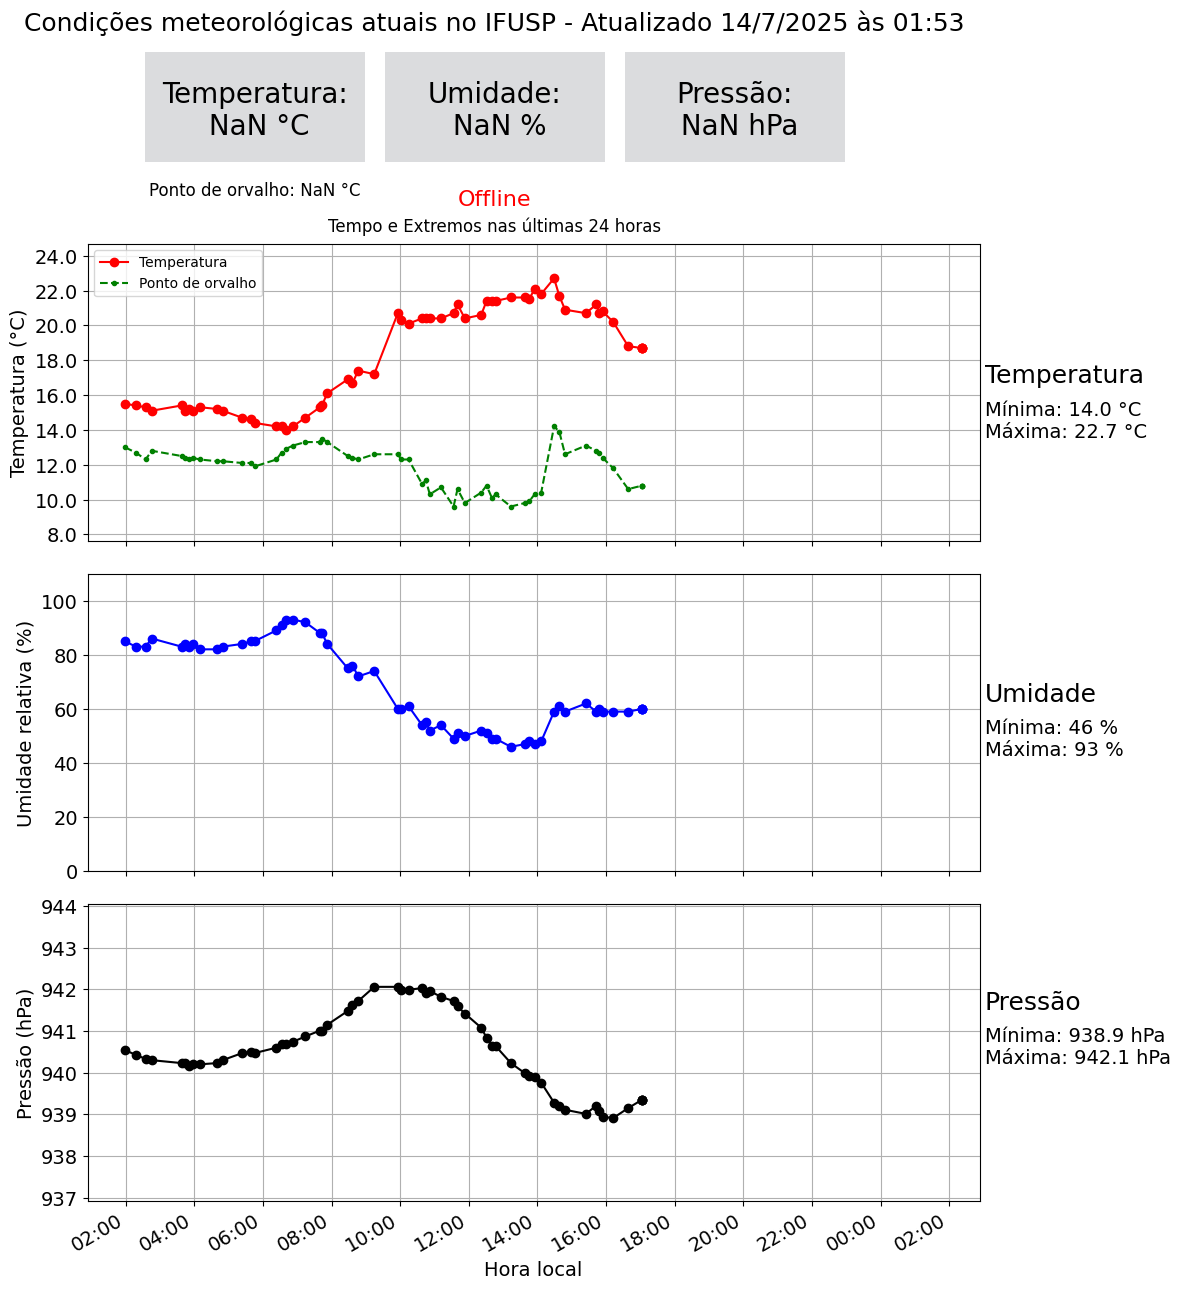 Condições meteorológicas atuais no IFUSP - Atualizado 14/7/2025 às 01:53
Temperatura:
NaN °C
Umidade:
NaN %
Pressão:
NaN hPa
Ponto de orvalho: NaN °C
Offline
Tempo e Extremos nas últimas 24 horas
Temperatura (°C)
24.0
22.0
20.0
18.0
16.0
14.0
12.0
10.0
8.0
Temperatura
Ponto de orvalho
Temperatura
Mínima: 14.0 °C
Máxima: 22.7 °C
Umidade relativa (%)
100
80
60
40
20
0
Umidade
Mínima: 46 %
Máxima: 93 %
Pressão (hPa)
944
943
942
941
940
939
938
937
Pressão
Mínima: 938.9 hPa
Máxima: 942.1 hPa
02:00 04:00 06:00 08:00 10:00 12:00 14:00 16:00 18:00 20:00 22:00 00:00 02:00
Hora local